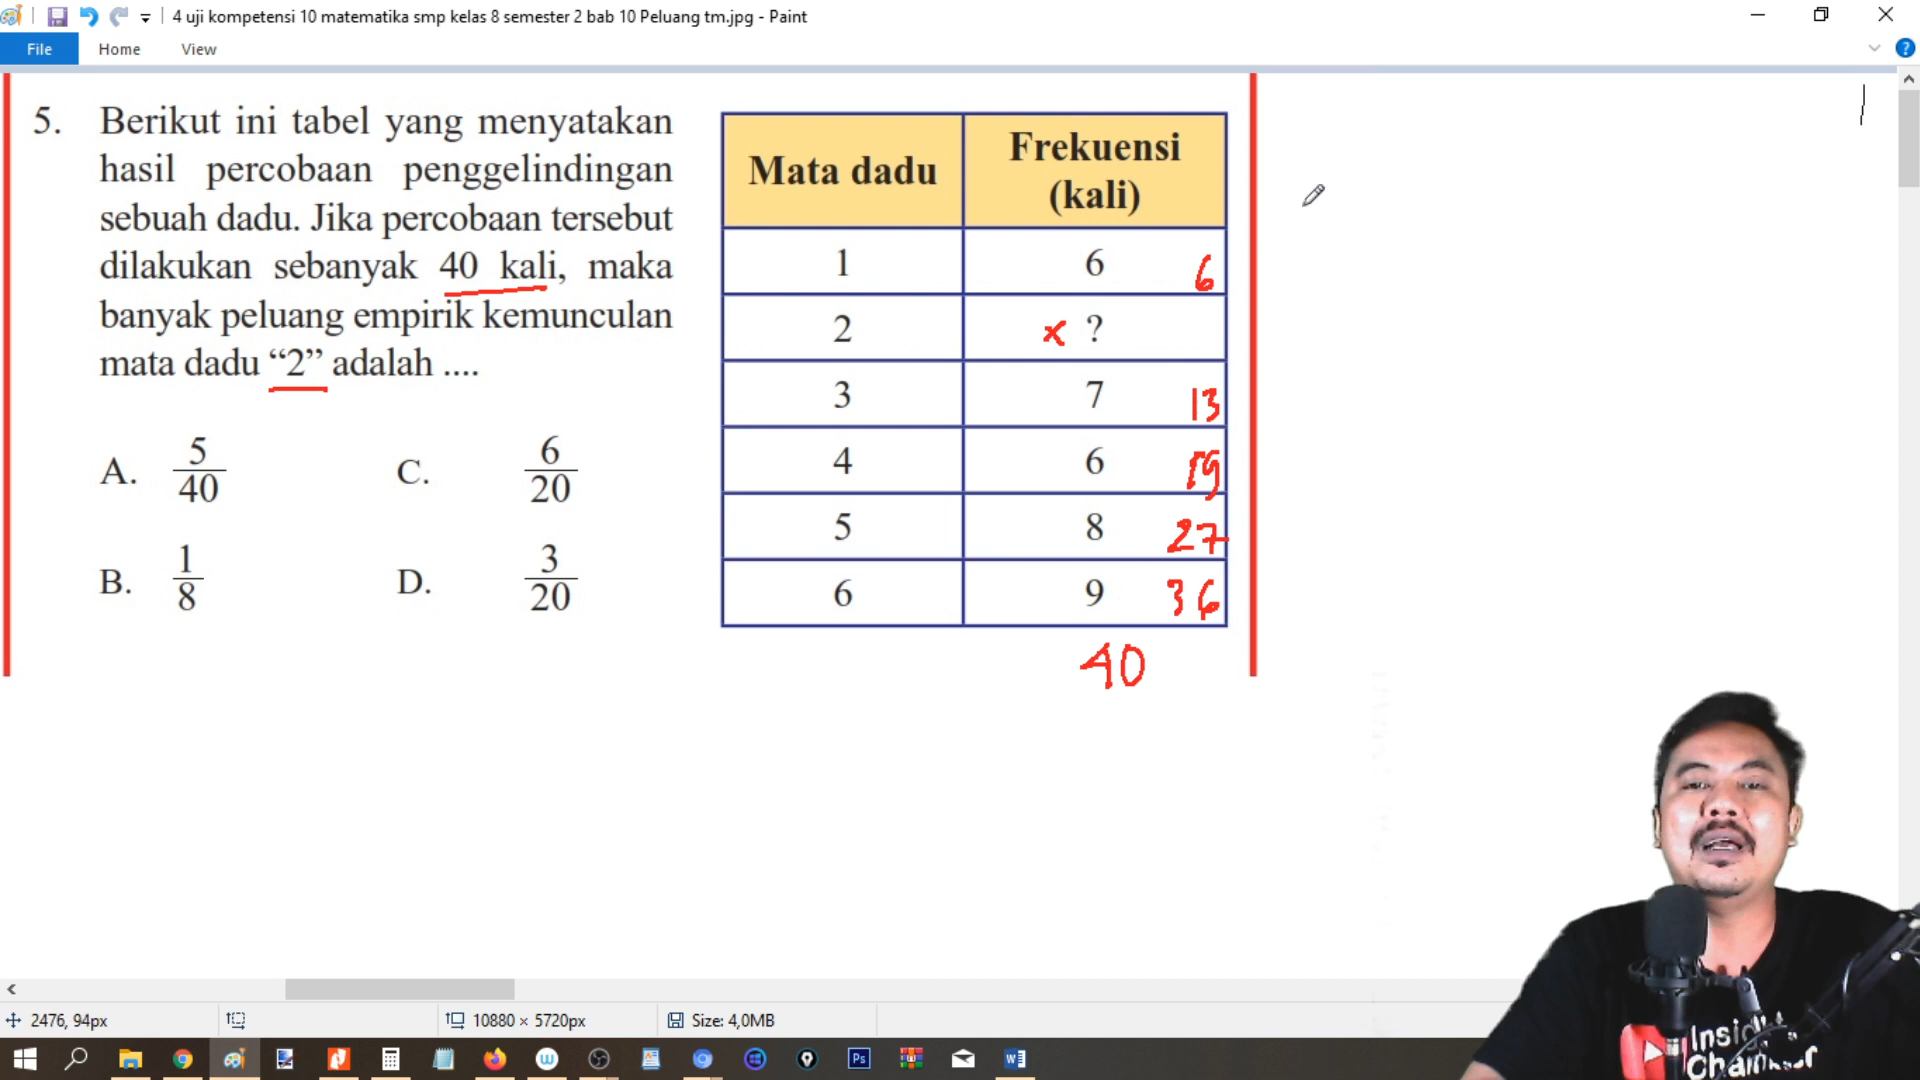 4 uji kompetensi 10 matematika smp kelas 8 semester 2 bab 10 Peluang tm.jpg - Paint
File Home View
5. Berikut ini tabel yang menyatakan
hasil percobaan penggelindingan
sebuah dadu. Jika percobaan tersebut
dilakukan sebanyak 40 kali, maka
banyak peluang empirik kemunculan
mata dadu “2” adalah ....
A. 5/40 C. 6/20
B. 1/8 D. 3/20
Mata dadu Frekuensi (kali)
1 6 6
2 x ?
3 7 13
4 6 19
5 8 27
6 9 36
40
2476, 94px 10880 × 5720px Size: 4,0MB
Insight
Channel